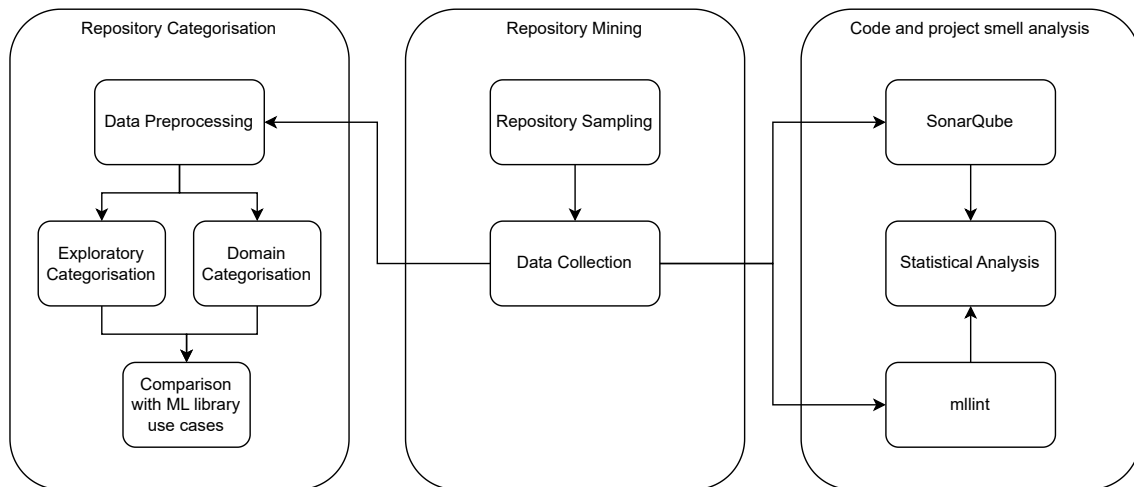 Repository Categorisation
Data Preprocessing
Exploratory
Categorisation
Domain
Categorisation
Comparison
with ML library
use cases
Repository Mining
Repository Sampling
Data Collection
Code and project smell analysis
SonarQube
Statistical Analysis
mllint